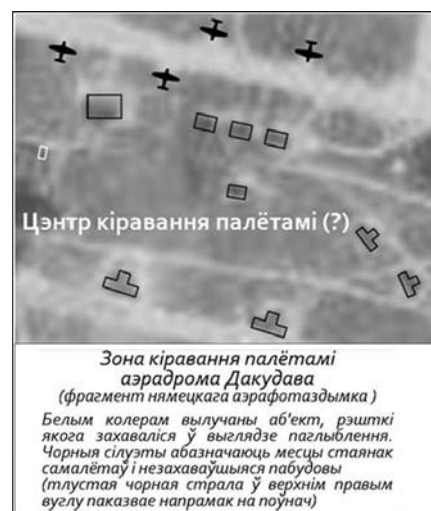 Цэнтр кіравання палётамі (?)
Зона кіравання палётамі
аэрадрома Дакудава
(фрагмент нямецкага аэрафотаздымка )
Белым колерам вылучаны аб'ект, рэшткі
якога захаваліся ў выглядзе паглыблення.
Чорныя сілуэты абазначаюць месцы стаянак
самалётаў і незахаваўшыяся пабудовы
(тлустая чорная страла ў верхнім правым
вуглу паказвае напрамак на поўнач)